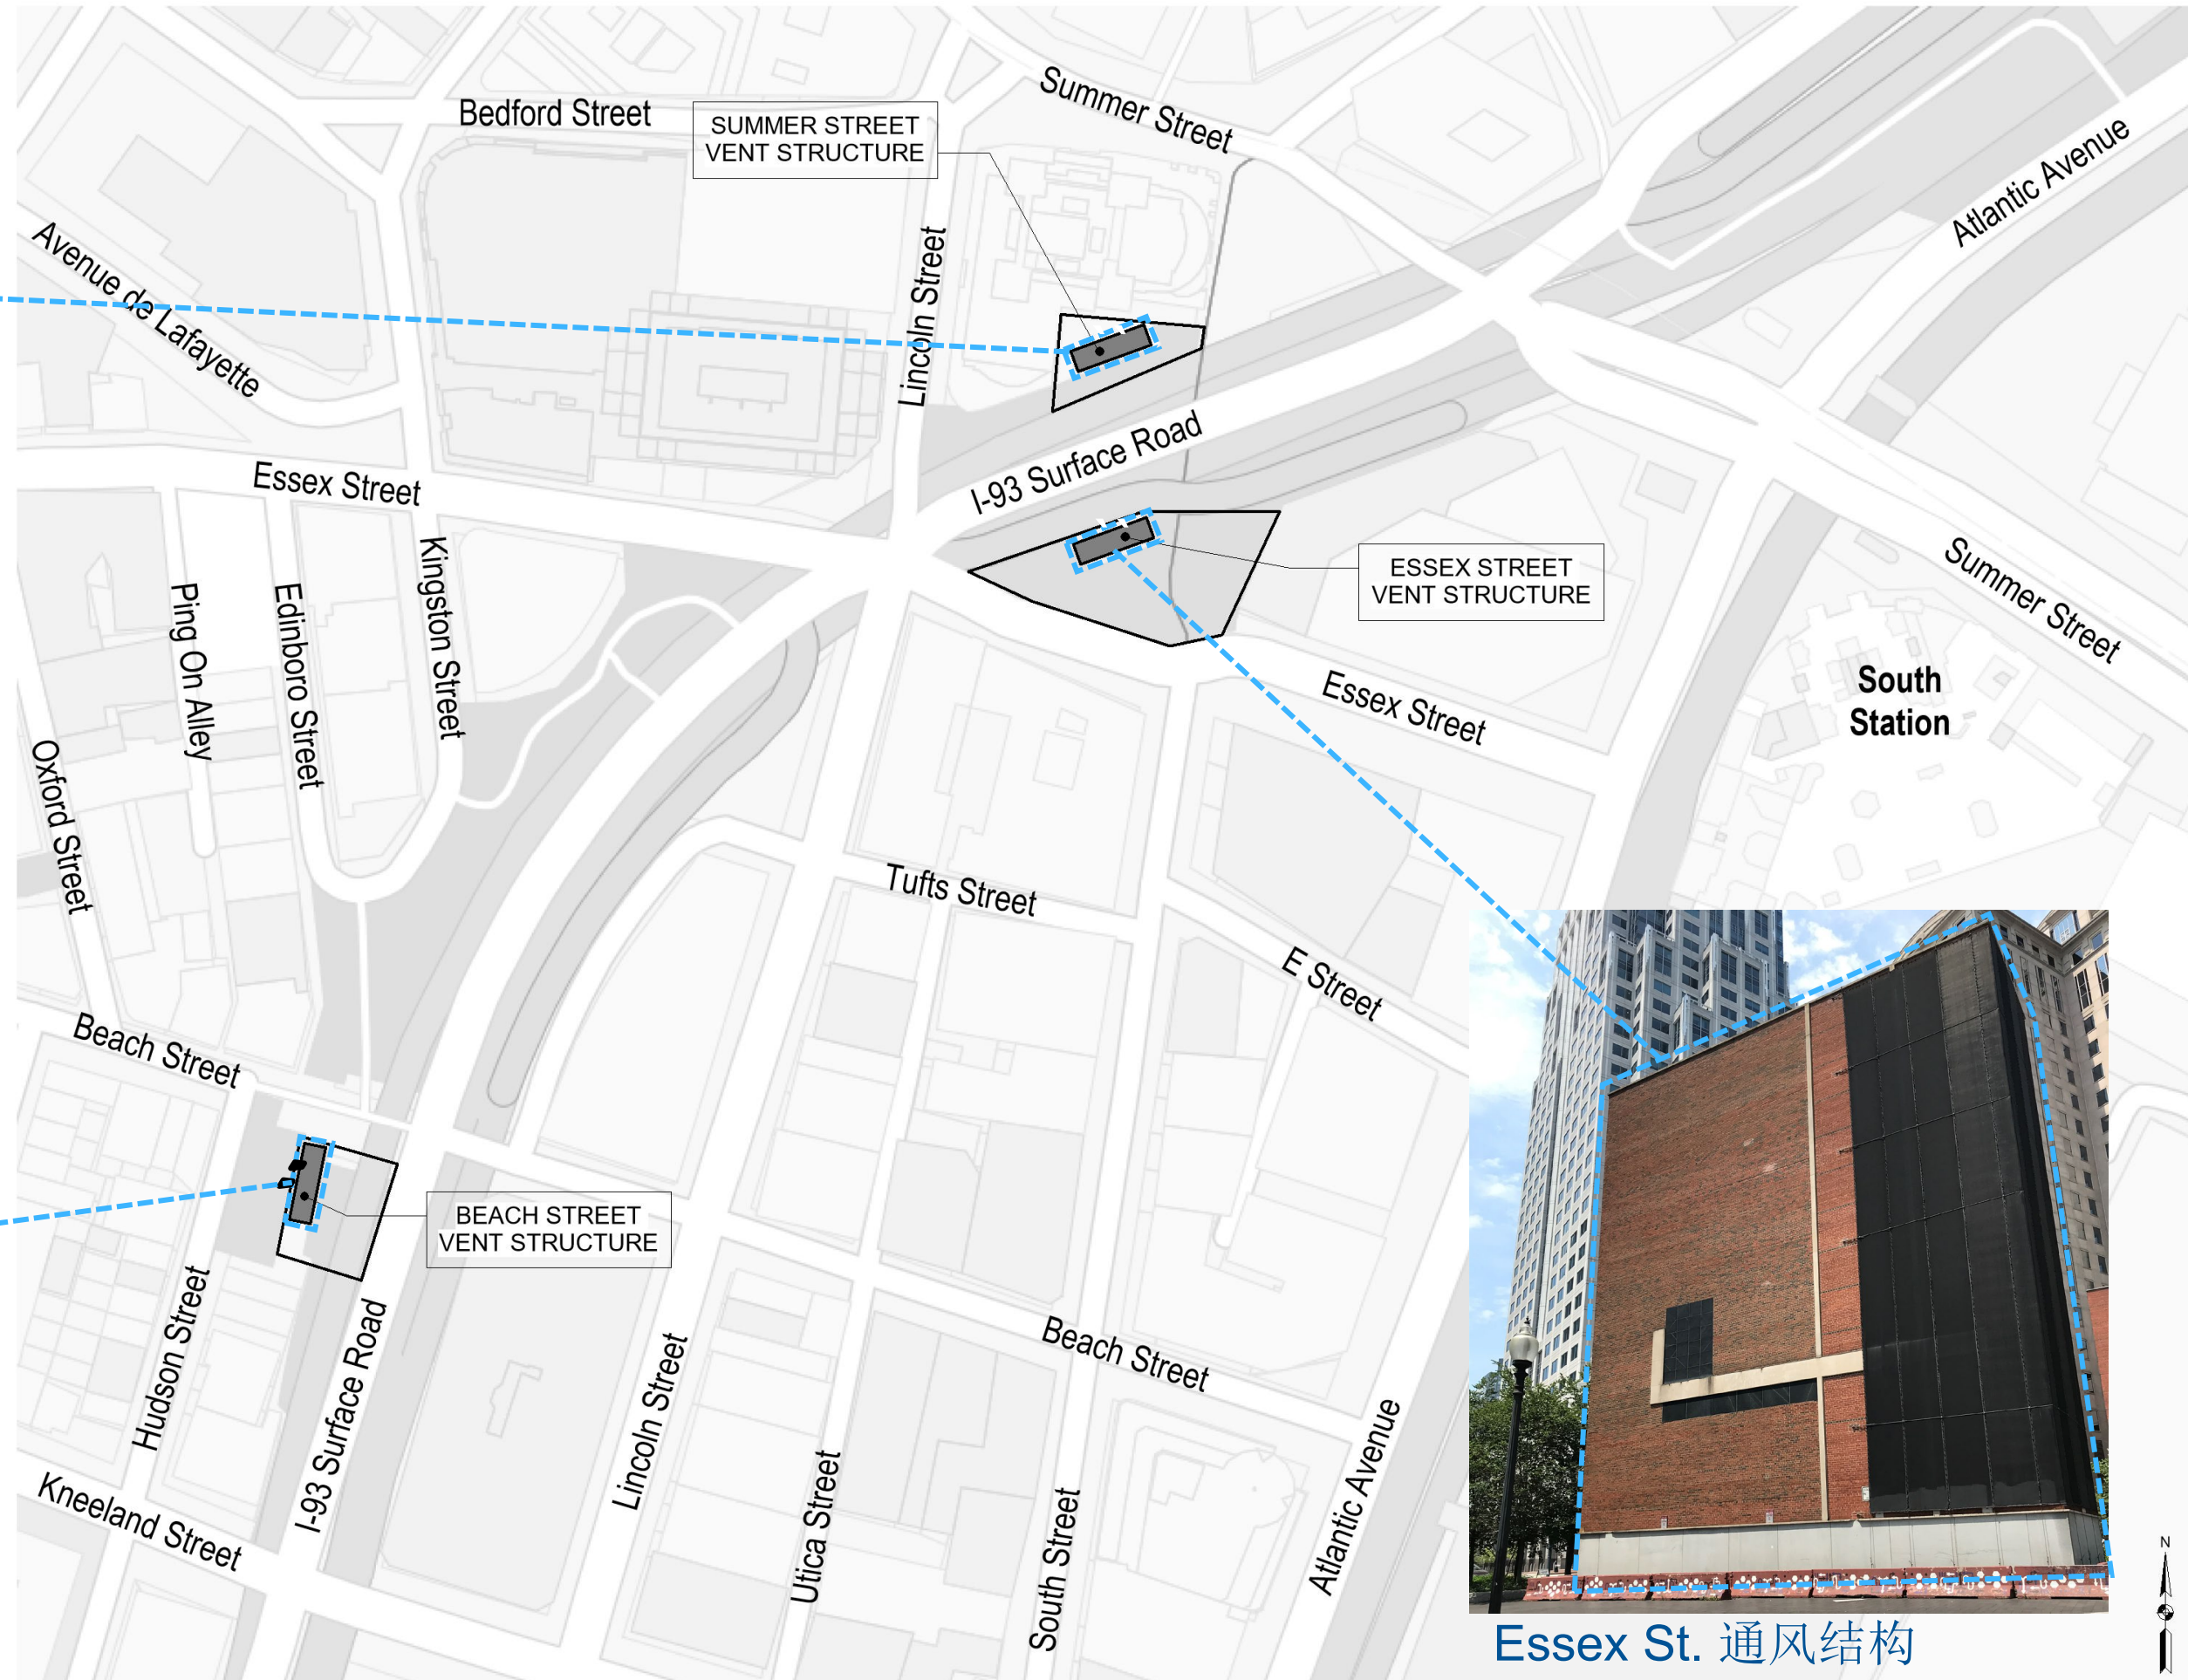 Summer Street
Bedford Street
SUMMER STREET
VENT STRUCTURE
Atlantic Avenue
Avenue de Lafayette
Lincoln Street
I-93 Surface Road
Essex Street
ESSEX STREET
VENT STRUCTURE
Summer Street
Kingston Street
Edinboro Street
Ping On Alley
South
Station
Essex Street
Oxford Street
Tufts Street
E Street
Beach Street
BEACH STREET
VENT STRUCTURE
Hudson Street
I-93 Surface Road
Lincoln Street
Beach Street
Utica Street
South Street
Atlantic Avenue
Kneeland Street
N
Essex St. 通风结构